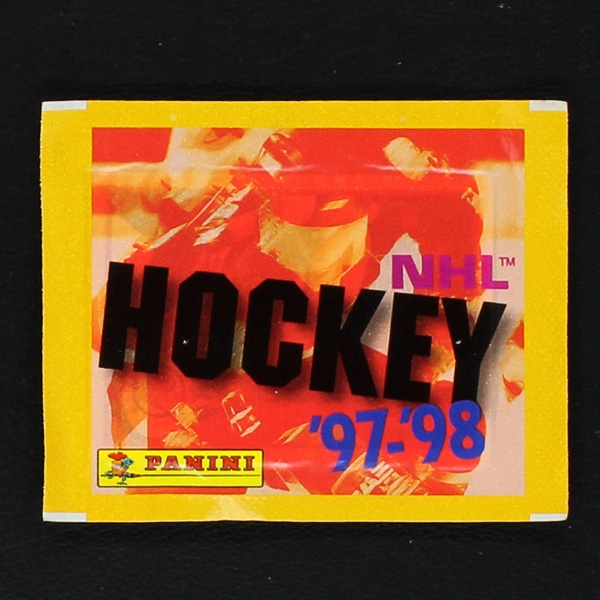 NHL™
HOCKEY
'97-'98
PANINI